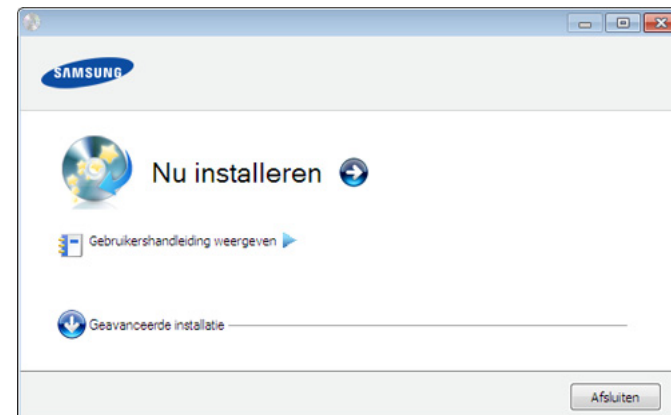 SAMSUNG
Nu installeren
Gebruikershandleiding weergeven
Geavanceerde installatie
Afsluiten